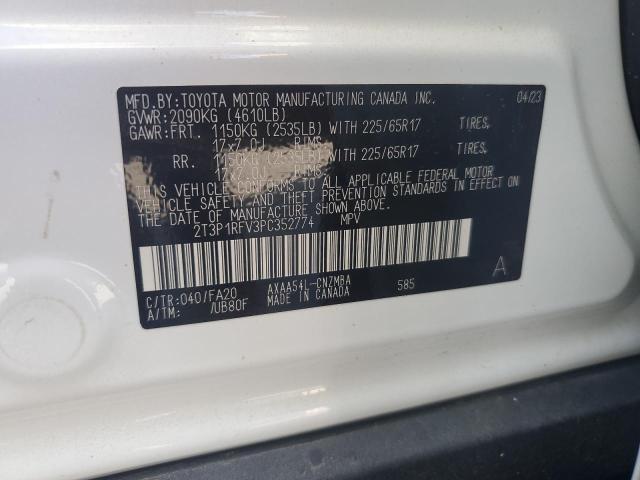 MFD.BY:TOYOTA MOTOR MANUFACTURING CANADA INC. 04/23
GVWR:2090KG (4610LB)
GAWR:FRT. 1150KG (2535LB) WITH 225/65R17 TIRES,
17x7.0J RIMS,
RR. 1150KG (2535LB) WITH 225/65R17 TIRES,
17x7.0J RIMS,
THIS VEHICLE CONFORMS TO ALL APPLICABLE FEDERAL MOTOR
VEHICLE SAFETY AND THEFT PREVENTION STANDARDS IN EFFECT ON
THE DATE OF MANUFACTURE SHOWN ABOVE.
2T3P1RFV3PC352774 MPV
C/TR:040/FA20 AXAA54L-CNZMBA 585 A
A/TM: /UB80F MADE IN CANADA